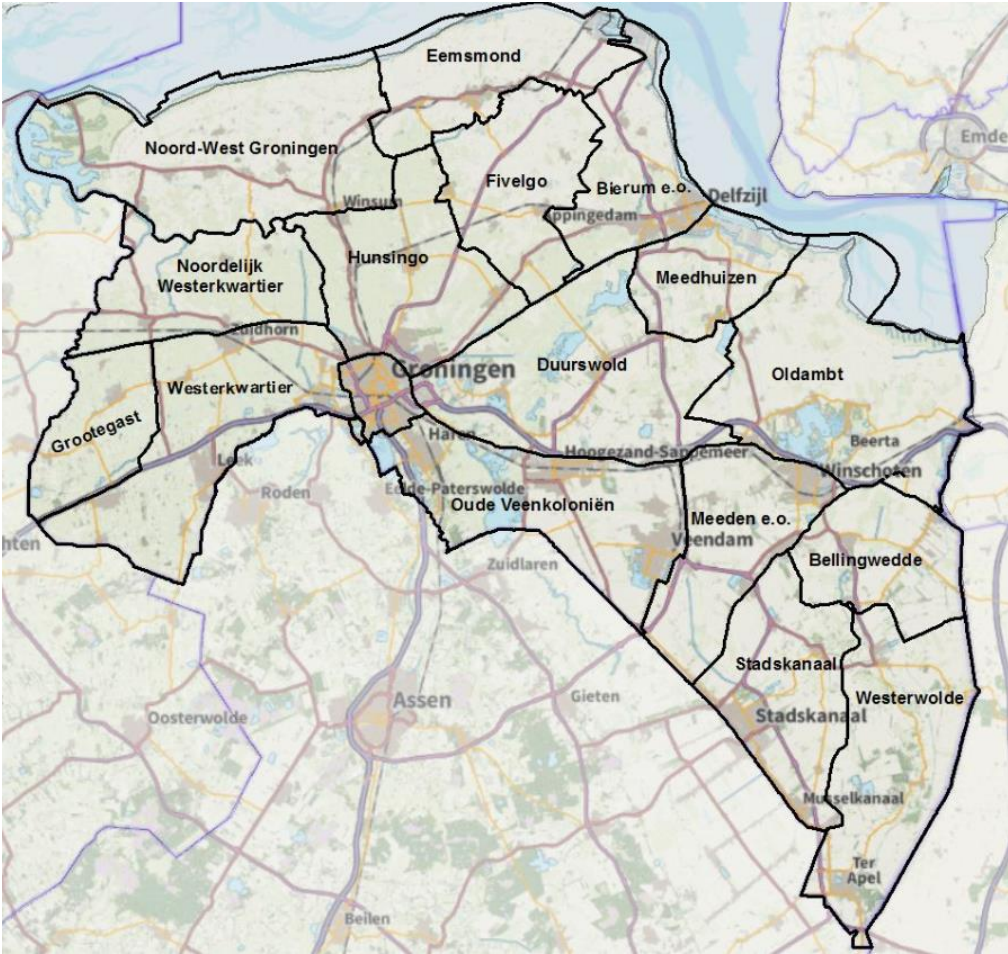 Eemsmond
Noord-West Groningen
Emde
Fivelgo
Bierum e.o.
Delfzijl
Winsum
Appingedam
Hunsingo
Noordelijk
Westerkwartier
Meedhuizen
Zuidhorn
Groningen
Duurswold
Oldambt
Westerkwartier
Grootegast
Haren
Beerta
Hoogezand-Sappemeer
Winschoten
Leek
Roden
Eelde-Paterswolde
Oude Veenkoloniën
Meeden e.o.
Veendam
chten
Zuidlaren
Bellingwedde
Stadskanaal
Assen
Gieten
Westerwolde
Oosterwolde
Stadskanaal
Musselkanaal
Ter
Apel
Beilen